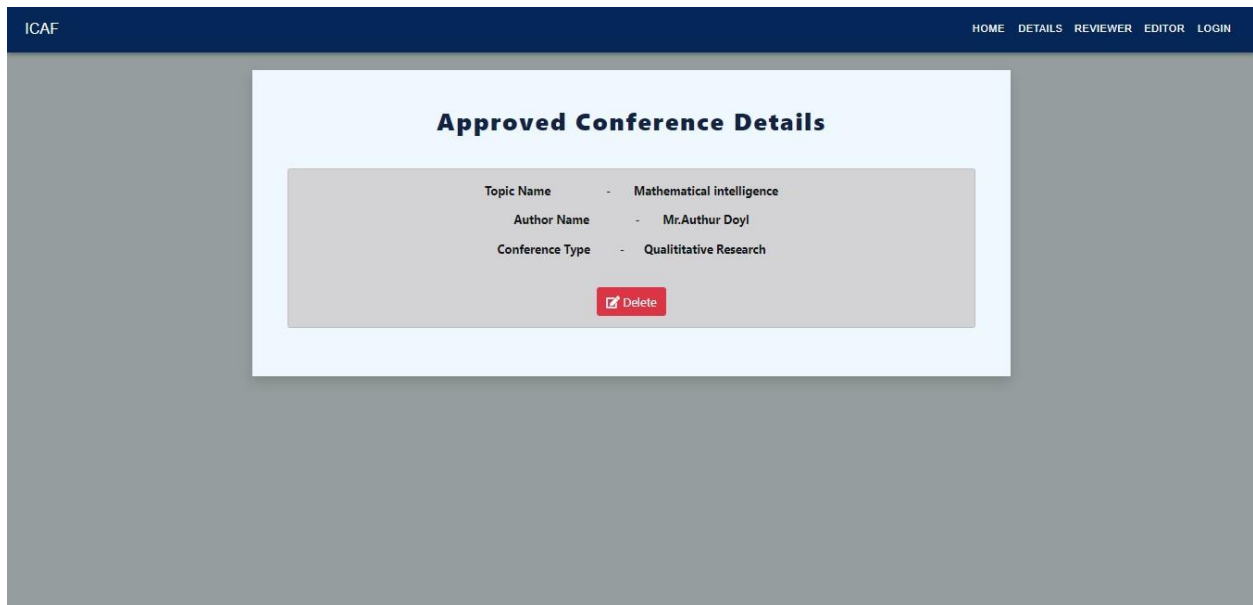 ICAF HOME DETAILS REVIEWER EDITOR LOGIN
Approved Conference Details
Topic Name - Mathematical intelligence
Author Name - Mr.Authur Doyl
Conference Type - Qualititative Research
Delete